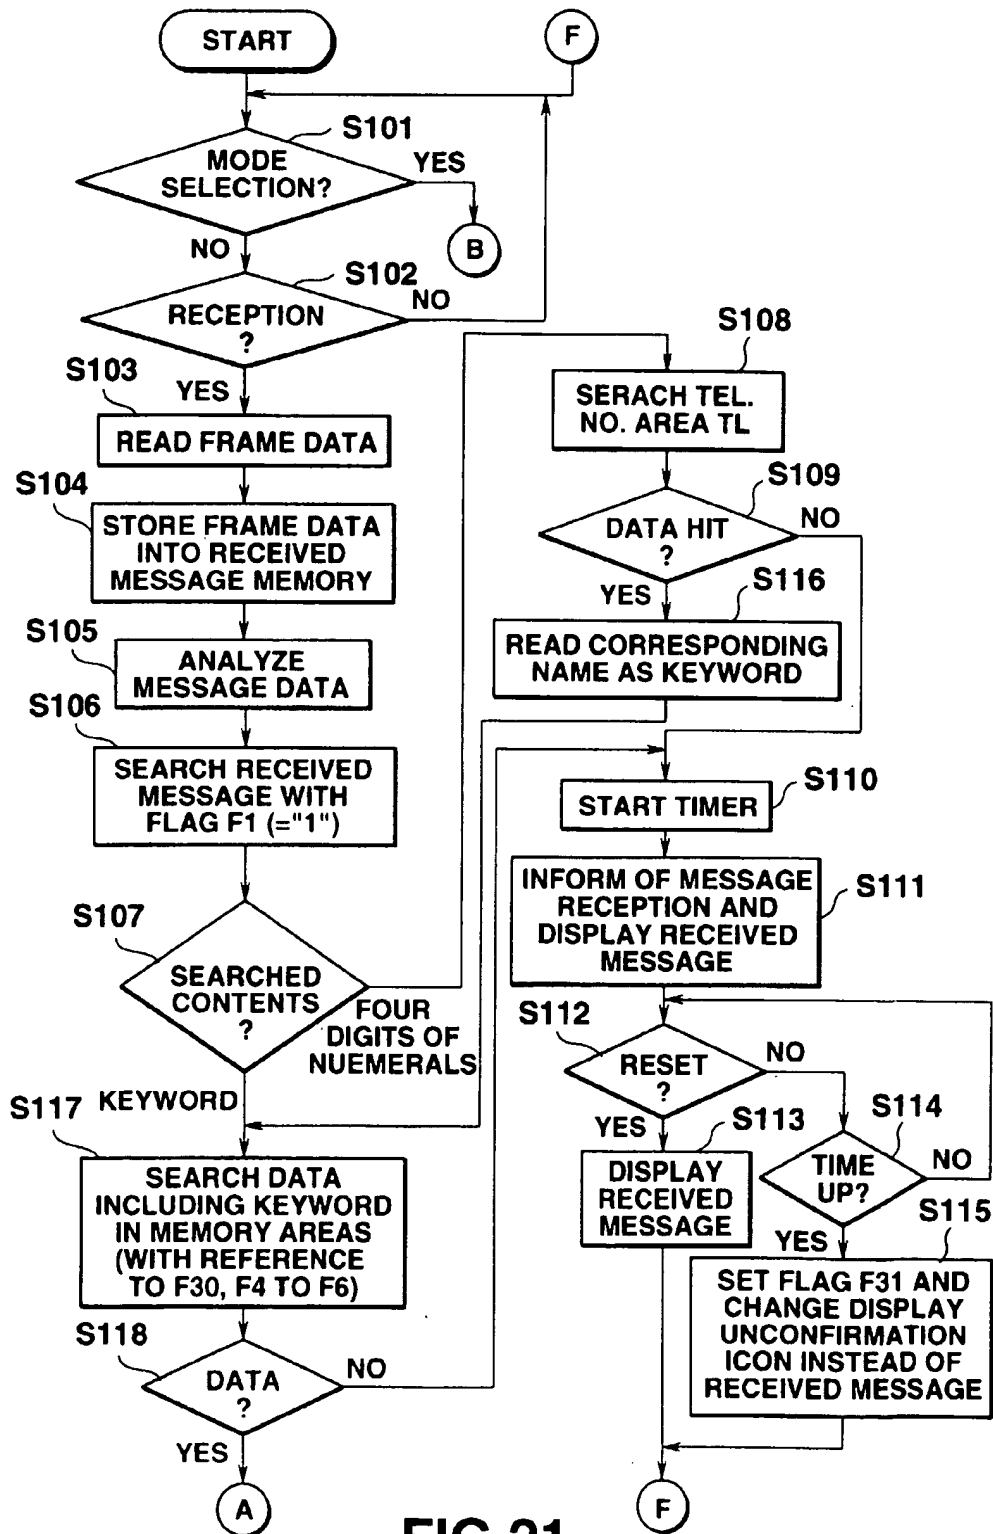 START
F
S101
MODE
SELECTION?
YES
B
NO
S102
RECEPTION
?
NO
YES
S103
READ FRAME DATA
S104
STORE FRAME DATA
INTO RECEIVED
MESSAGE MEMORY
S105
ANALYZE
MESSAGE DATA
S106
SEARCH RECEIVED
MESSAGE WITH
FLAG F1 (="1")
S107
SEARCHED
CONTENTS
?
FOUR
DIGITS OF
NUEMERALS
KEYWORD
S117
SEARCH DATA
INCLUDING KEYWORD
IN MEMORY AREAS
(WITH REFERENCE
TO F30, F4 TO F6)
S118
DATA
?
NO
YES
A
S108
SERACH TEL.
NO. AREA TL
S109
DATA HIT
?
NO
YES
S116
READ CORRESPONDING
NAME AS KEYWORD
S110
START TIMER
INFORM OF MESSAGE
RECEPTION AND
DISPLAY RECEIVED
MESSAGE
S111
S112
RESET
?
NO
YES
S113
DISPLAY
RECEIVED
MESSAGE
S114
TIME
UP?
NO
YES
S115
SET FLAG F31 AND
CHANGE DISPLAY
UNCONFIRMATION
ICON INSTEAD OF
RECEIVED MESSAGE
F
FIG.21